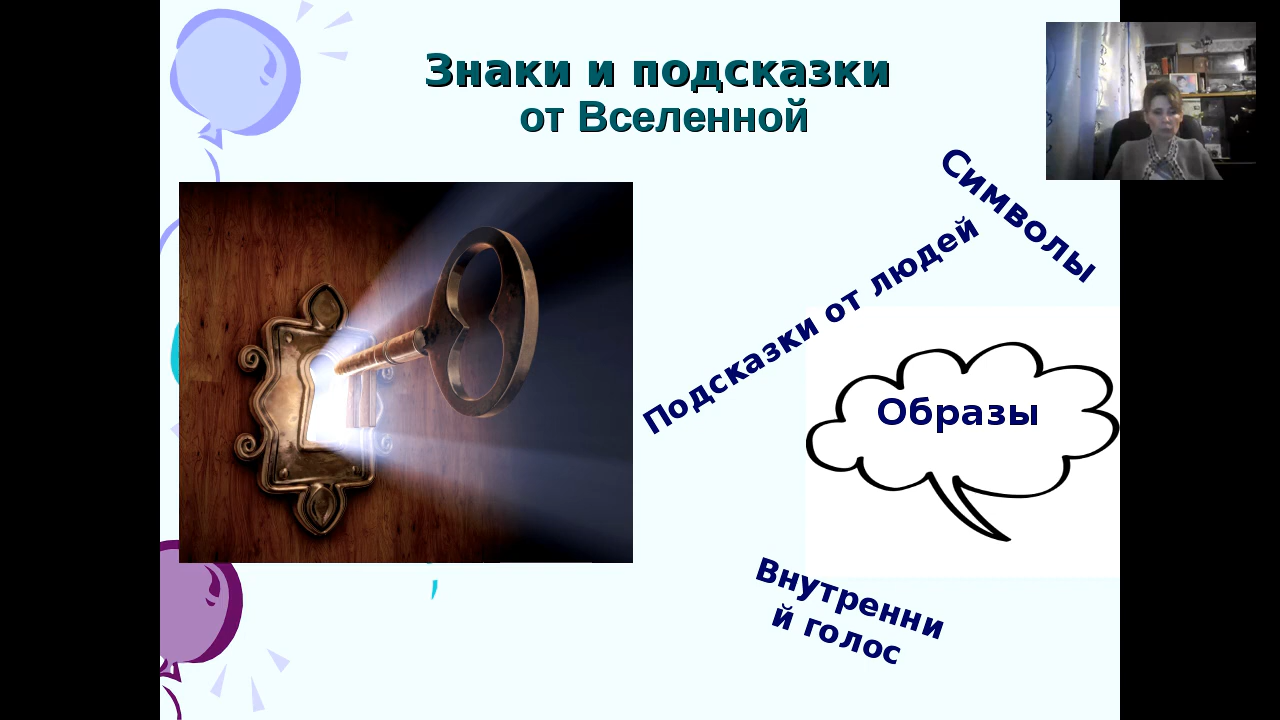 Знаки и подсказки
от Вселенной
Символы
Подсказки от людей
Образы
Внутренни
й голос